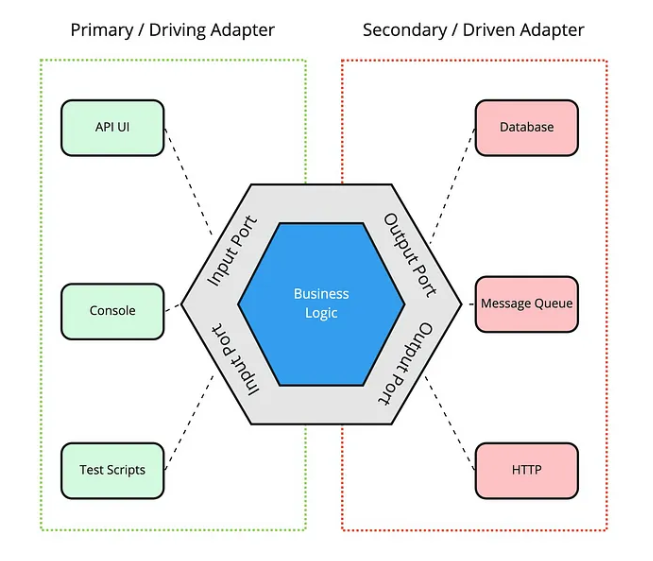 Primary / Driving Adapter
Secondary / Driven Adapter
API UI
Database
Input Port
Output Port
Business
Logic
Console
Message Queue
Input Port
Output Port
Test Scripts
HTTP